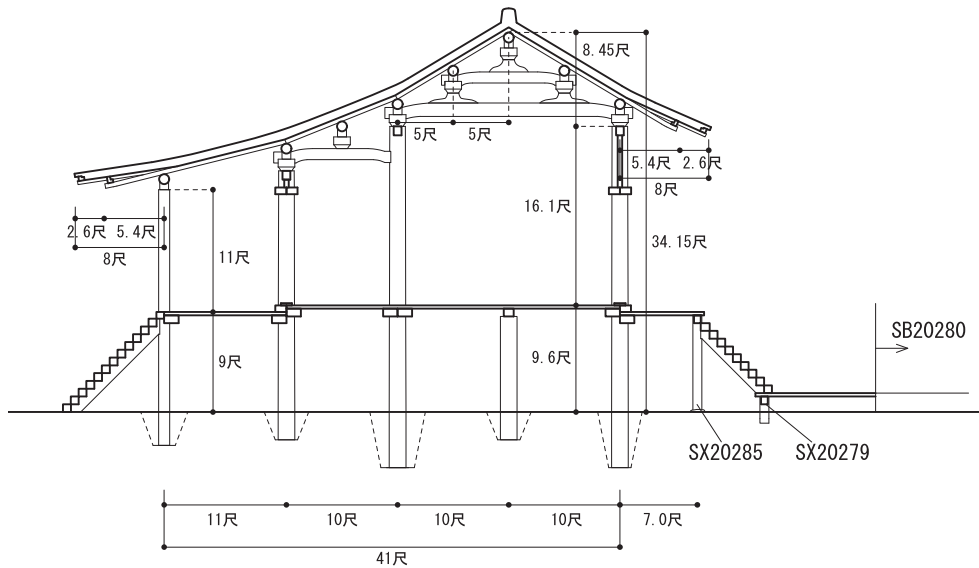 8.45尺
5尺
5尺
5.4尺
2.6尺
8尺
16.1尺
34.15尺
2.6尺
5.4尺
8尺
11尺
SB20280
9尺
9.6尺
SX20285
SX20279
11尺
10尺
10尺
10尺
7.0尺
41尺